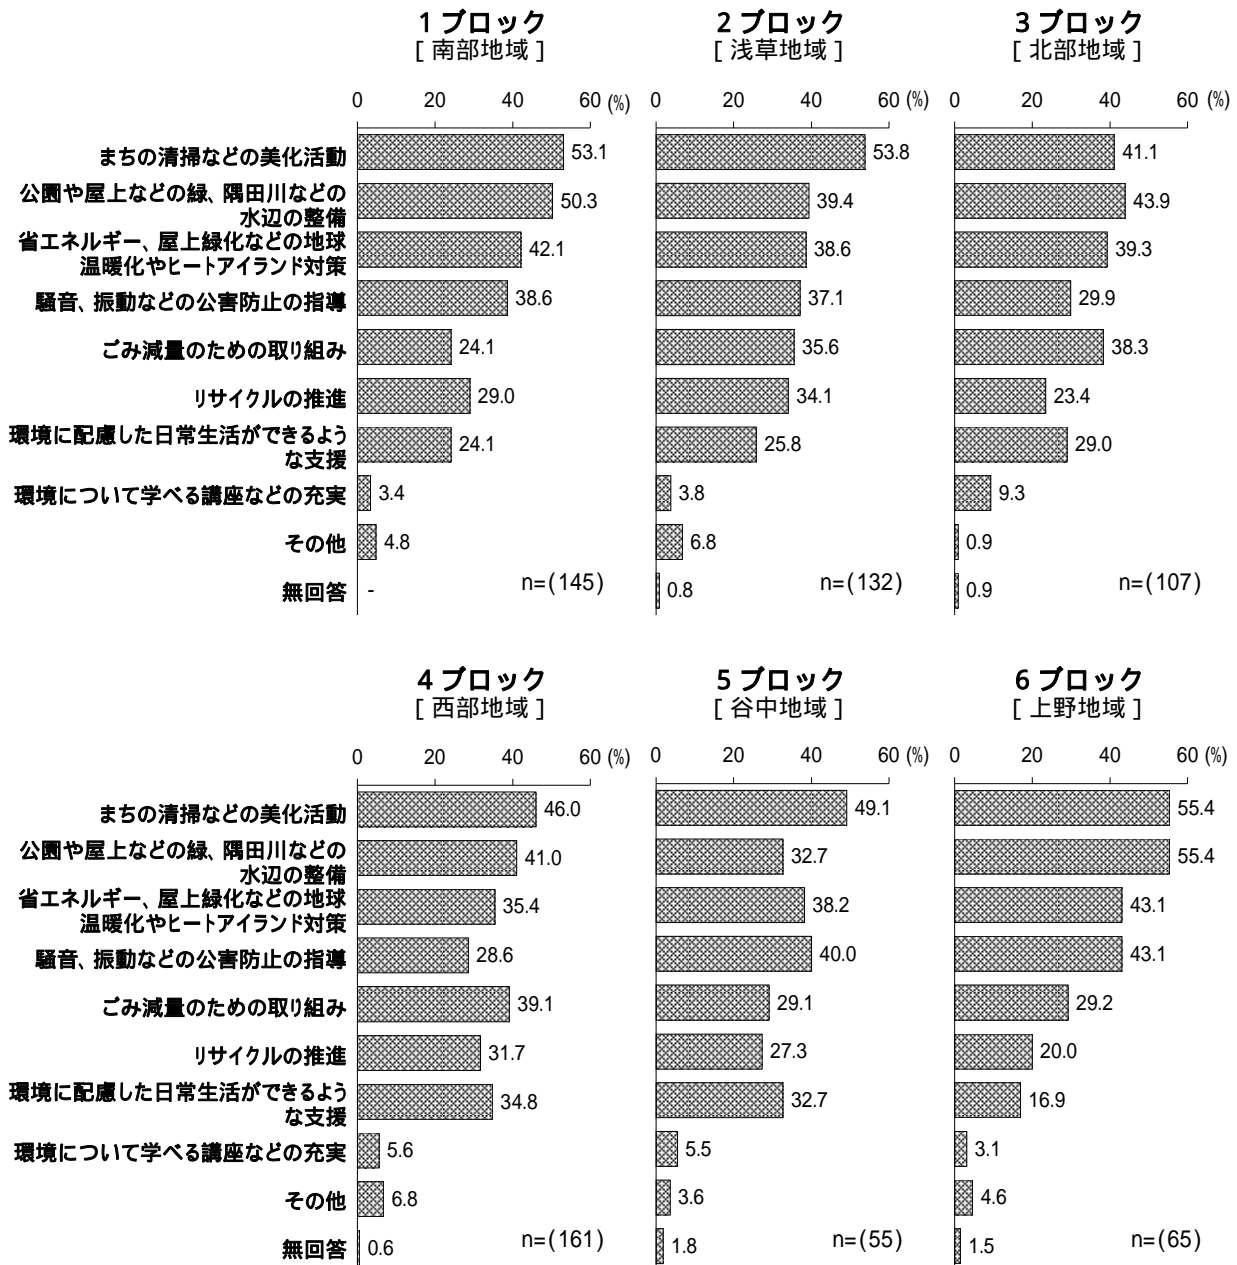 1 ブロック
[ 南部地域 ]
2 ブロック
[ 浅草地域 ]
3 ブロック
[ 北部地域 ]
0 20 40 60 (%)
0 20 40 60 (%)
0 20 40 60 (%)
まちの清掃などの美化活動 53.1 53.8 41.1
公園や屋上などの緑、隅田川などの
水辺の整備 50.3 39.4 43.9
省エネルギー、屋上緑化などの地球
温暖化やヒートアイランド対策 42.1 38.6 39.3
騒音、振動などの公害防止の指導 38.6 37.1 29.9
ごみ減量のための取り組み 24.1 35.6 38.3
リサイクルの推進 29.0 34.1 23.4
環境に配慮した日常生活ができるよう
な支援 24.1 25.8 29.0
環境について学べる講座などの充実 3.4 3.8 9.3
その他 4.8 6.8 0.9
無回答 - n=(145) 0.8 n=(132) 0.9 n=(107)
4 ブロック
[ 西部地域 ]
5 ブロック
[ 谷中地域 ]
6 ブロック
[ 上野地域 ]
0 20 40 60 (%)
0 20 40 60 (%)
0 20 40 60 (%)
まちの清掃などの美化活動 46.0 49.1 55.4
公園や屋上などの緑、隅田川などの
水辺の整備 41.0 32.7 55.4
省エネルギー、屋上緑化などの地球
温暖化やヒートアイランド対策 35.4 38.2 43.1
騒音、振動などの公害防止の指導 28.6 40.0 43.1
ごみ減量のための取り組み 39.1 29.1 29.2
リサイクルの推進 31.7 27.3 20.0
環境に配慮した日常生活ができるよう
な支援 34.8 32.7 16.9
環境について学べる講座などの充実 5.6 5.5 3.1
その他 6.8 3.6 4.6
無回答 0.6 n=(161) 1.8 n=(55) 1.5 n=(65)